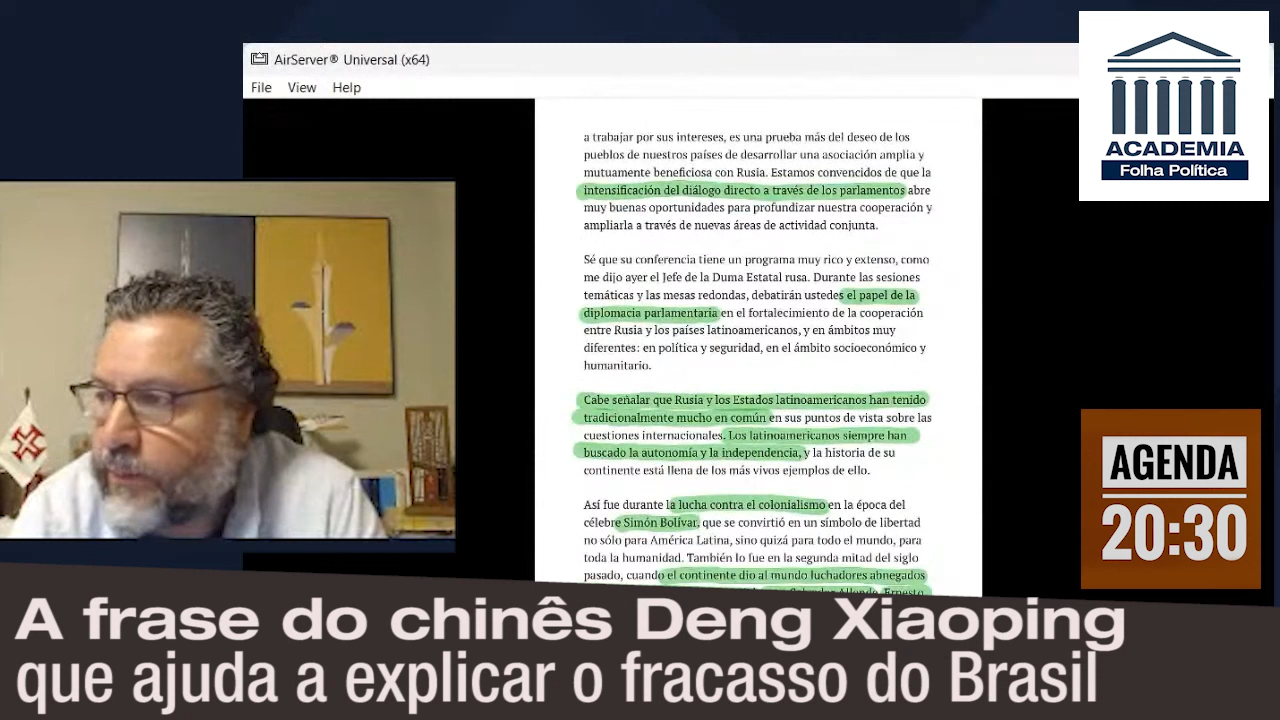 AirServer® Universal (x64)
File View Help
a trabajar por sus intereses, es una prueba más del deseo de los
pueblos de nuestros países de desarrollar una asociación amplia y
mutuamente beneficiosa con Rusia. Estamos convencidos de que la
intensificación del diálogo directo a través de los parlamentos abre
muy buenas oportunidades para profundizar nuestra cooperación y
ampliarla a través de nuevas áreas de actividad conjunta.
Sé que su conferencia tiene un programa muy rico y extenso, como
me dijo ayer el Jefe de la Duma Estatal rusa. Durante las sesiones
temáticas y las mesas redondas, debatirán ustedes el papel de la
diplomacia parlamentaria en el fortalecimiento de la cooperación
entre Rusia y los países latinoamericanos, y en ámbitos muy
diferentes: en política y seguridad, en el ámbito socioeconómico y
humanitario.
Cabe señalar que Rusia y los Estados latinoamericanos han tenido
tradicionalmente mucho en común en sus puntos de vista sobre las
cuestiones internacionales. Los latinoamericanos siempre han
buscado la autonomía y la independencia, y la historia de su
continente está llena de los más vivos ejemplos de ello.
Así fue durante la lucha contra el colonialismo en la época del
célebre Simón Bolívar, que se convirtió en un símbolo de libertad
no sólo para América Latina, sino quizá para todo el mundo, para
toda la humanidad. También lo fue en la segunda mitad del siglo
pasado, cuando el continente dio al mundo luchadores abnegados
Allende, Ernesto
ACADEMIA
Folha Política
AGENDA
20:30
A frase do chinês Deng Xiaoping
que ajuda a explicar o fracasso do Brasil